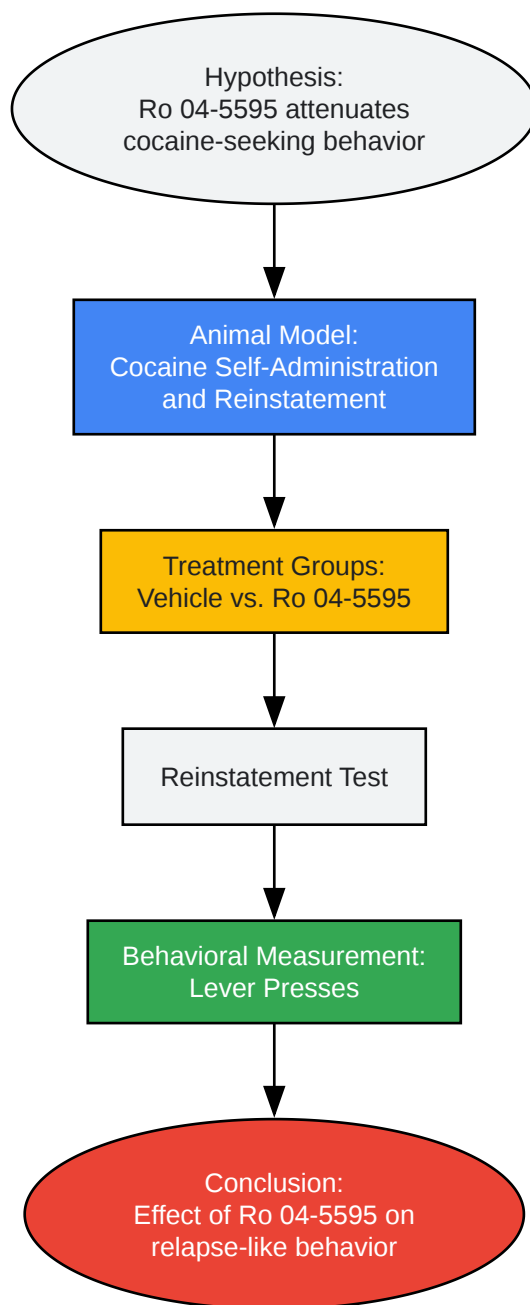 Hypothesis:
Ro 04-5595 attenuates
cocaine-seeking behavior
Animal Model:
Cocaine Self-Administration
and Reinstatement
Treatment Groups:
Vehicle vs. Ro 04-5595
Reinstatement Test
Behavioral Measurement:
Lever Presses
Conclusion:
Effect of Ro 04-5595 on
relapse-like behavior